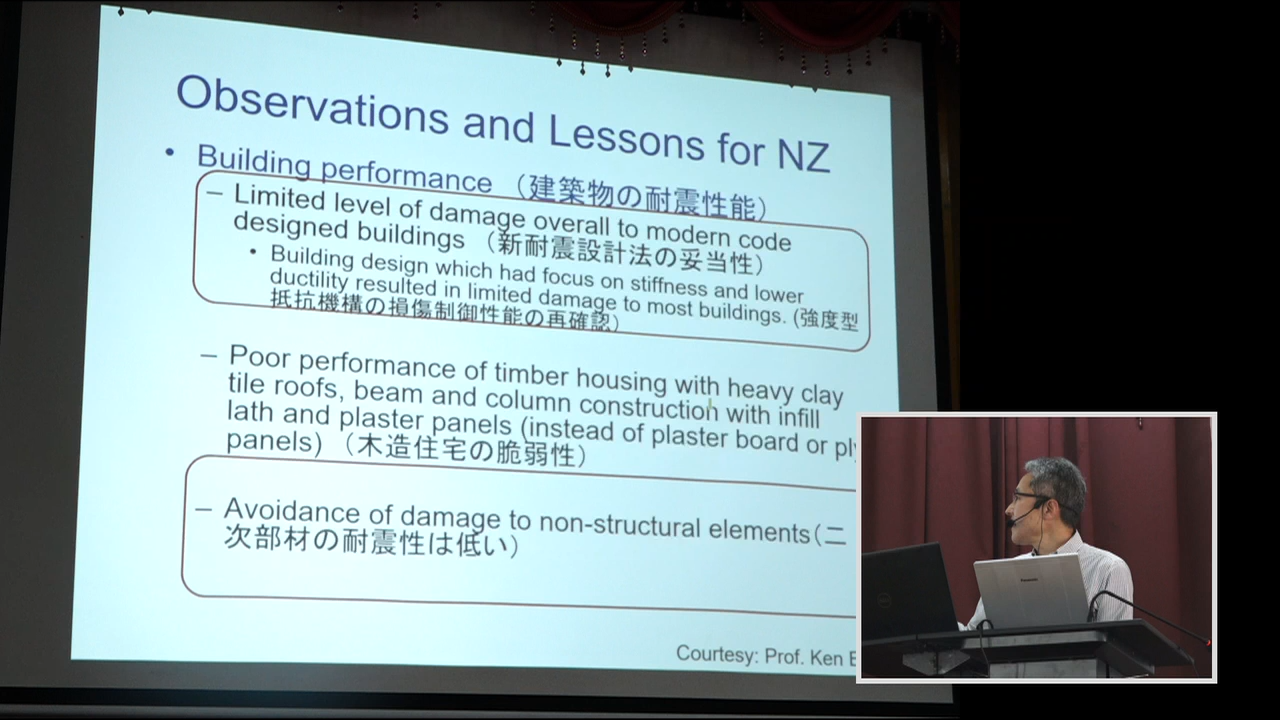 Observations and Lessons for NZ
• Building performance （建築物の耐震性能）
– Limited level of damage overall to modern code
designed buildings （新耐震設計法の妥当性）
• Building design which had focus on stiffness and lower
ductility resulted in limited damage to most buildings. (強度型
抵抗機構の損傷制御性能の再確認）
– Poor performance of timber housing with heavy clay
tile roofs, beam and column construction with infill
lath and plaster panels (instead of plaster board or
panels) （木造住宅の脆弱性）
– Avoidance of damage to non-structural elements（二
次部材の耐震性は低い）
Courtesy: Prof. Ken
Panasonic